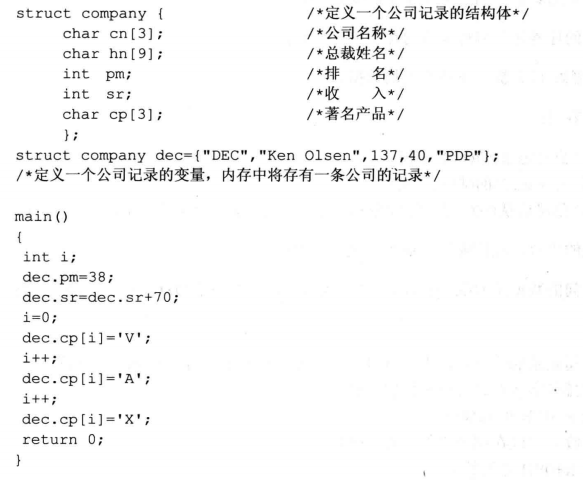 struct company { /*定义一个公司记录的结构体*/
char cn[3]; /*公司名称*/
char hn[9]; /*总裁姓名*/
int pm; /*排 名*/
int sr; /*收 入*/
char cp[3]; /*著名产品*/
};
struct company dec={"DEC","Ken Olsen",137,40,"PDP"};
/*定义一个公司记录的变量，内存中将存有一条公司的记录*/
main()
{
int i;
dec.pm=38;
dec.sr=dec.sr+70;
i=0;
dec.cp[i]='V';
i++;
dec.cp[i]='A';
i++;
dec.cp[i]='X';
return 0;
}